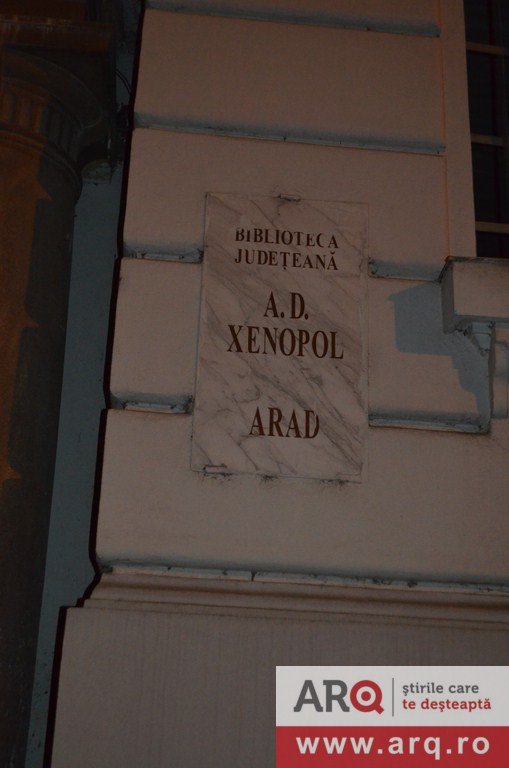 BIBLIOTECA
JUDEȚEANĂ
A.D.
XENOPOL
ARAD
ARQ știrile care
te deșteaptă
www.arq.ro